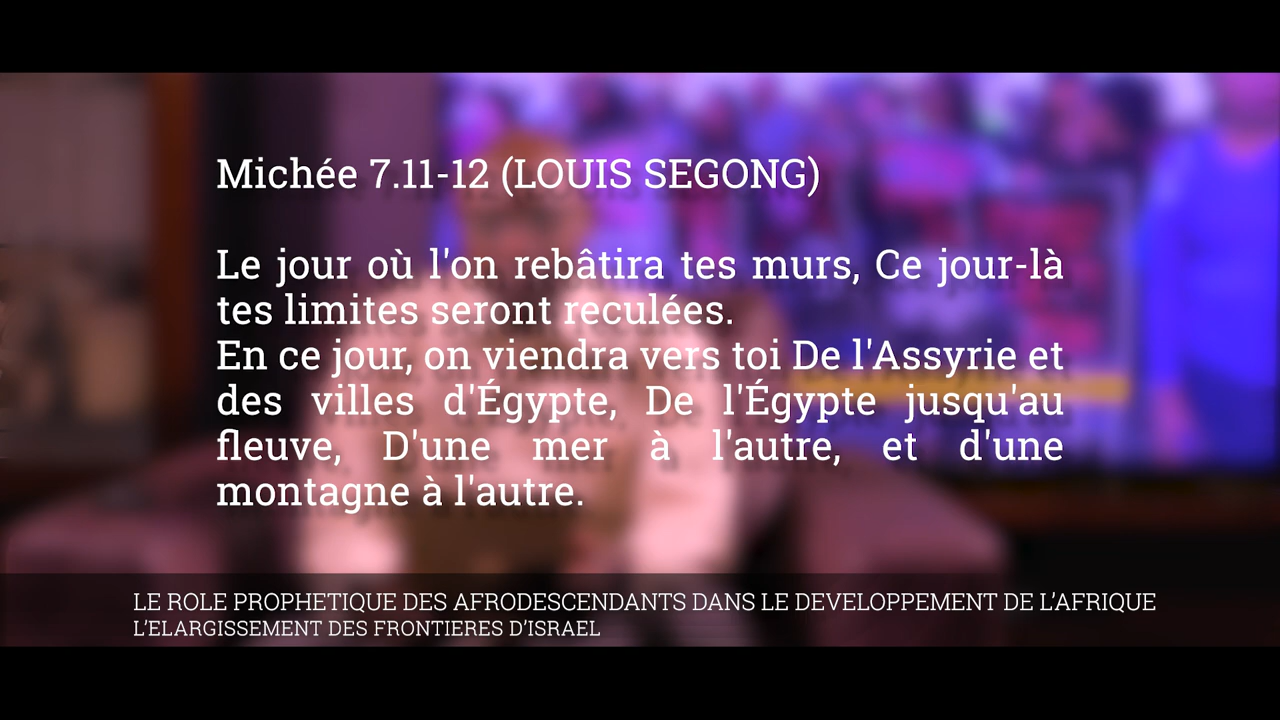 Michée 7.11-12 (LOUIS SEGONG)
Le jour où l'on rebâtira tes murs, Ce jour-là
tes limites seront reculées.
En ce jour, on viendra vers toi De l'Assyrie et
des villes d'Égypte, De l'Égypte jusqu'au
fleuve, D'une mer à l'autre, et d'une
montagne à l'autre.
LE ROLE PROPHETIQUE DES AFRODESCENDANTS DANS LE DEVELOPPEMENT DE L’AFRIQUE
L’ELARGISSEMENT DES FRONTIERES D’ISRAEL